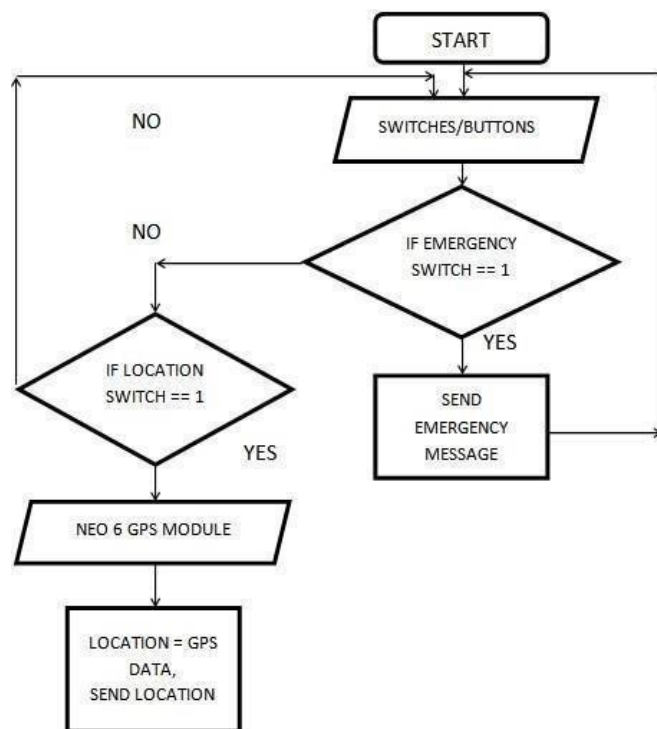 START
NO
SWITCHES/BUTTONS
NO
IF EMERGENCY
SWITCH == 1
YES
IF LOCATION
SWITCH == 1
SEND
EMERGENCY
MESSAGE
YES
NEO 6 GPS MODULE
LOCATION = GPS
DATA,
SEND LOCATION